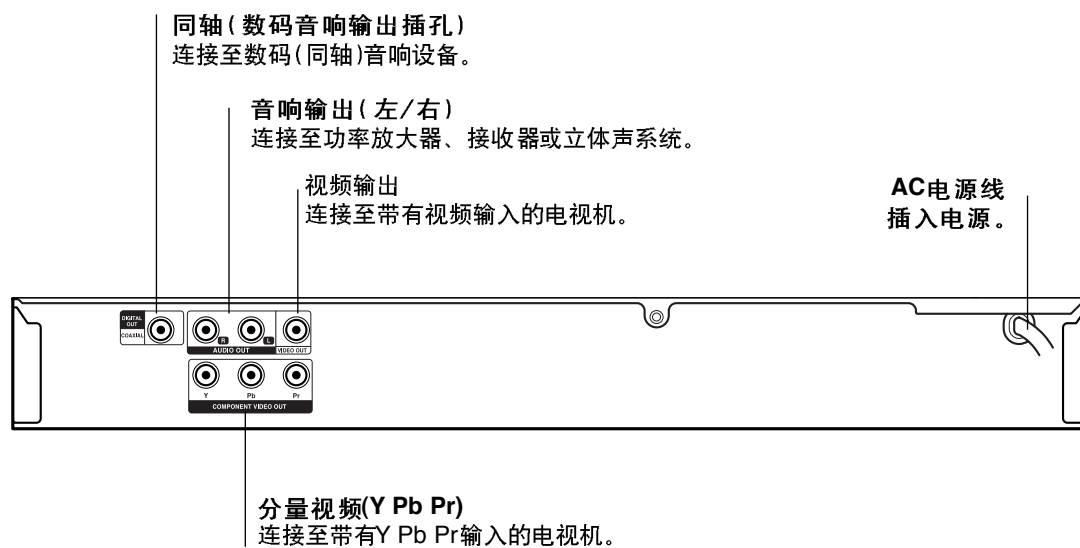 同轴(数码音响输出插孔)
连接至数码(同轴)音响设备。
音响输出(左/右)
连接至功率放大器、接收器或立体声系统。
视频输出
连接至带有视频输入的电视机。
AC电源线
插入电源。
DIGITAL
OUT
COAXIAL
R
L
AUDIO OUT
VIDEO OUT
Y
Pb
Pr
COMPONENT VIDEO OUT
分量视频(Y Pb Pr)
连接至带有Y Pb Pr输入的电视机。